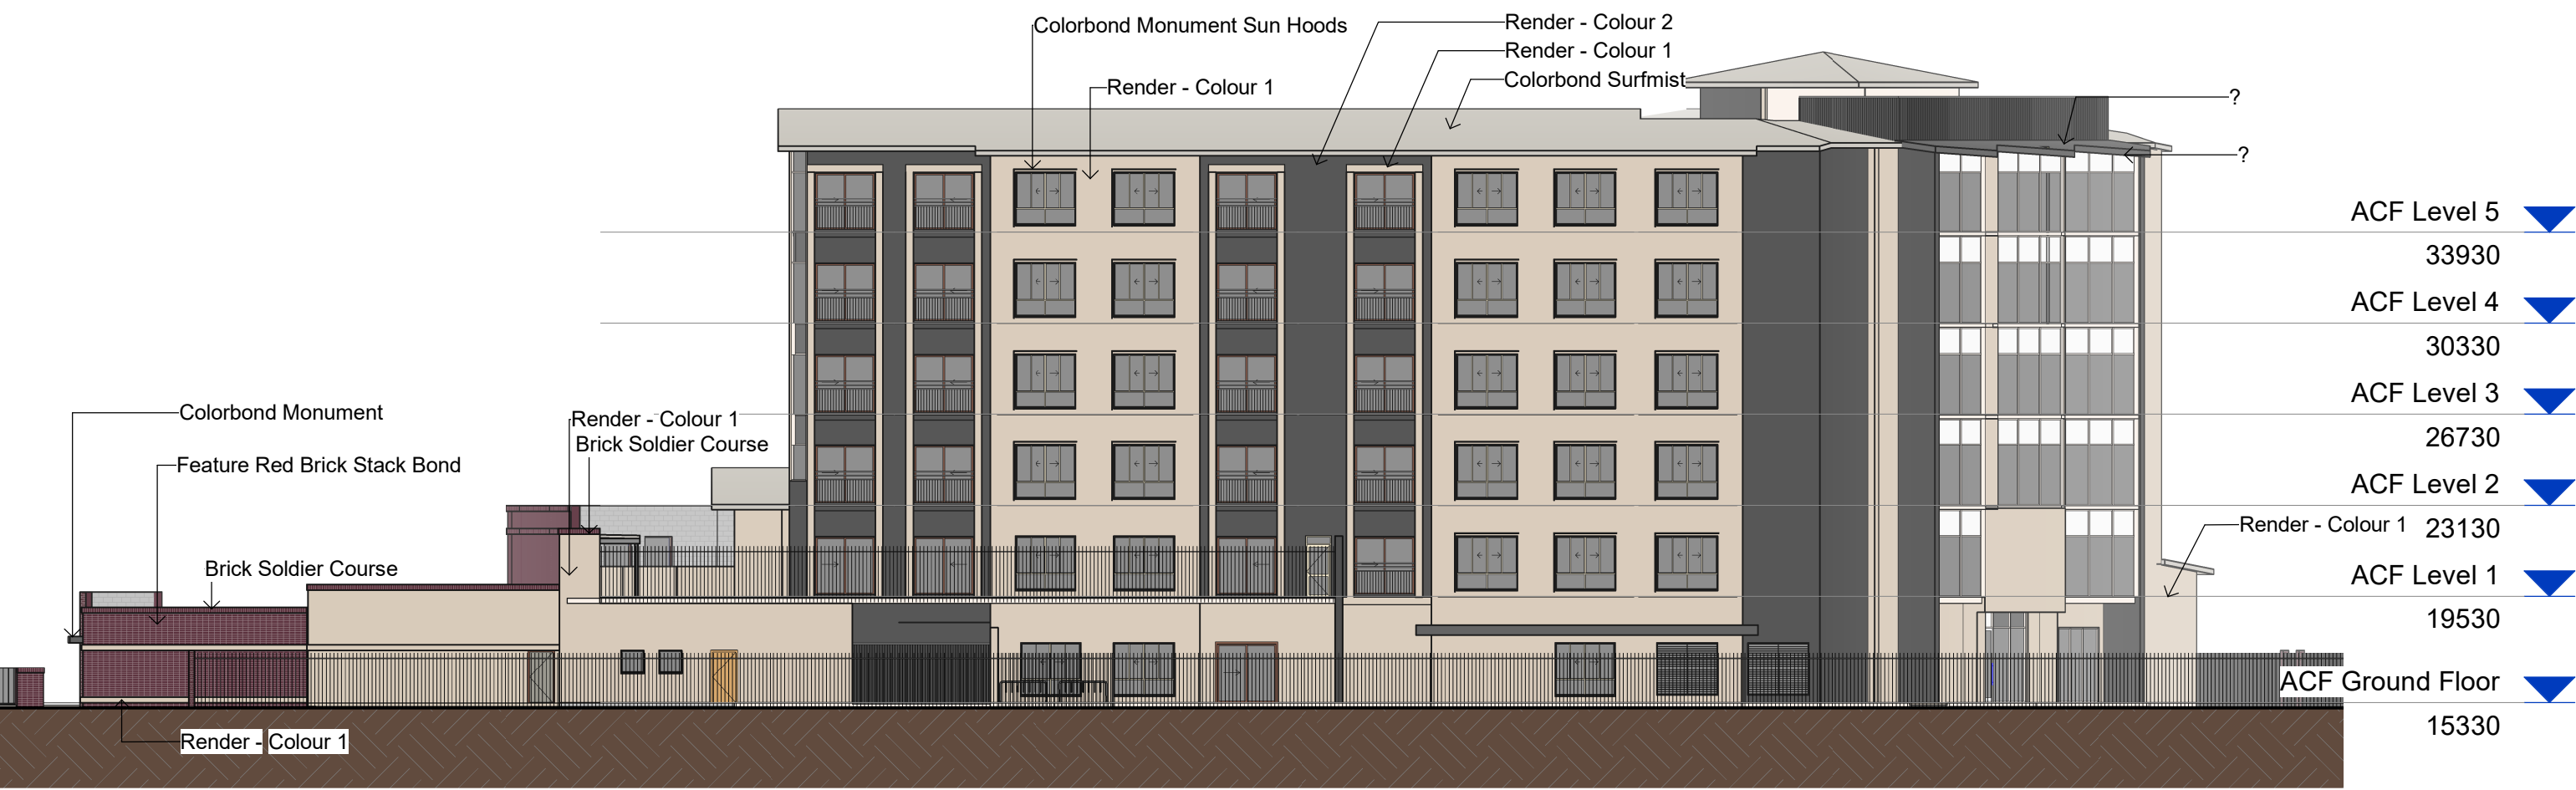 Colorbond Monument Sun Hoods
Render - Colour 2
Render - Colour 1
Colorbond Surfmist
Render - Colour 1
?
?
ACF Level 5
33930
ACF Level 4
30330
ACF Level 3
26730
Colorbond Monument
Render - Colour 1
Brick Soldier Course
Feature Red Brick Stack Bond
ACF Level 2
23130
Render - Colour 1
Brick Soldier Course
ACF Level 1
19530
ACF Ground Floor
15330
Render - Colour 1